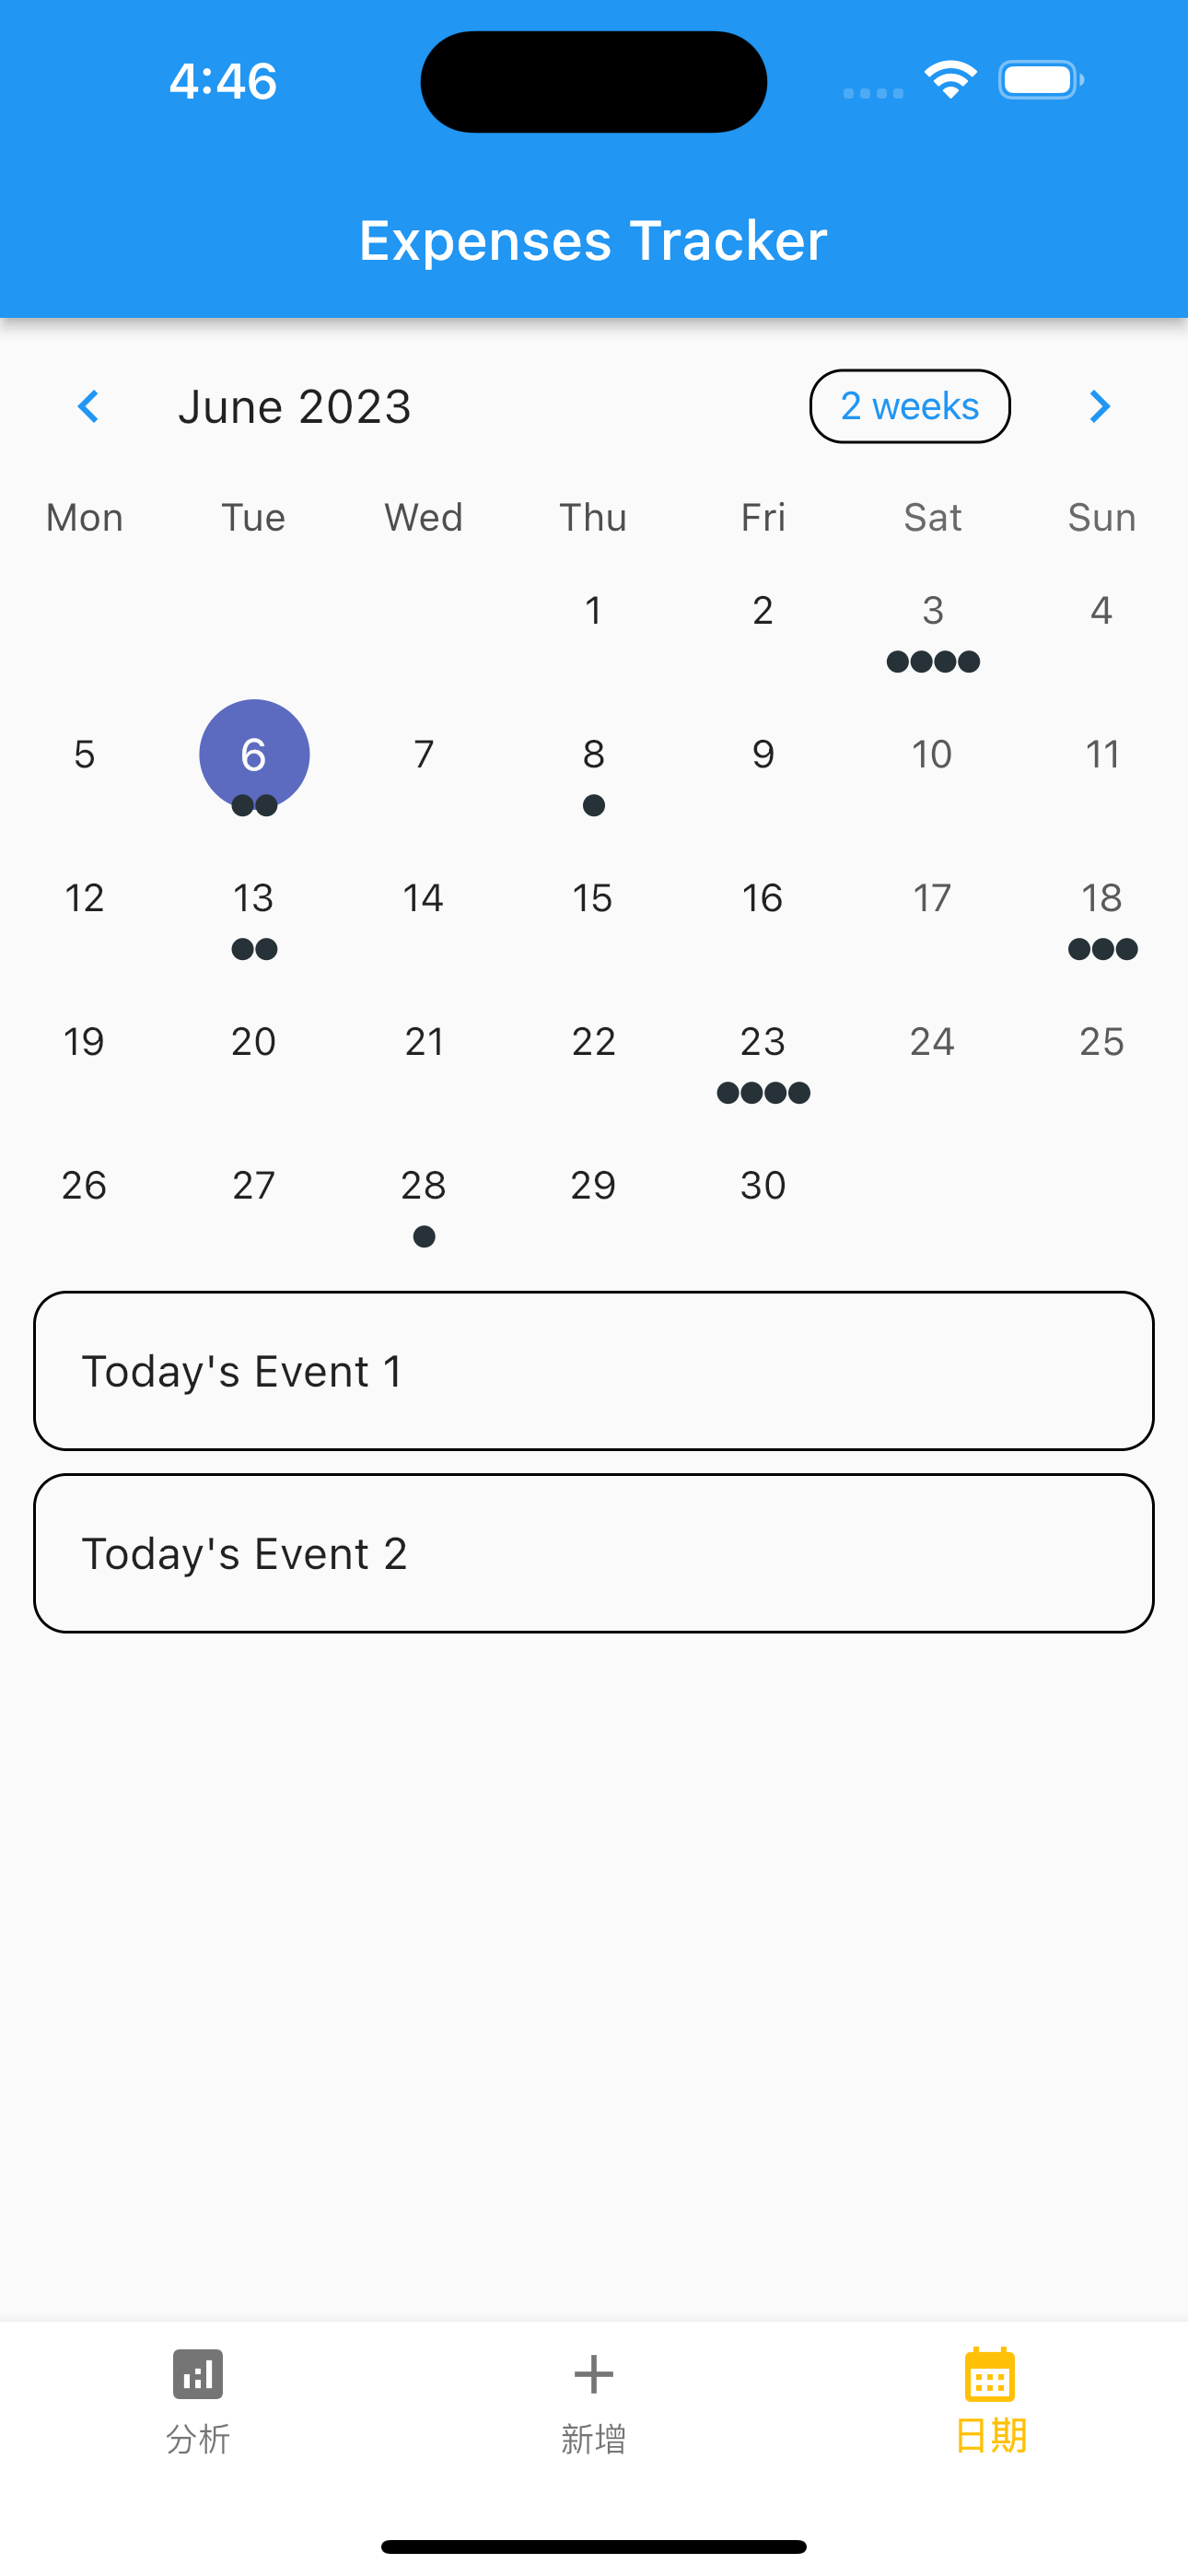 4:46
Expenses Tracker
June 2023 2 weeks
Mon Tue Wed Thu Fri Sat Sun
1 2 3 4
5 6 7 8 9 10 11
12 13 14 15 16 17 18
19 20 21 22 23 24 25
26 27 28 29 30
Today's Event 1
Today's Event 2
分析 新增 日期